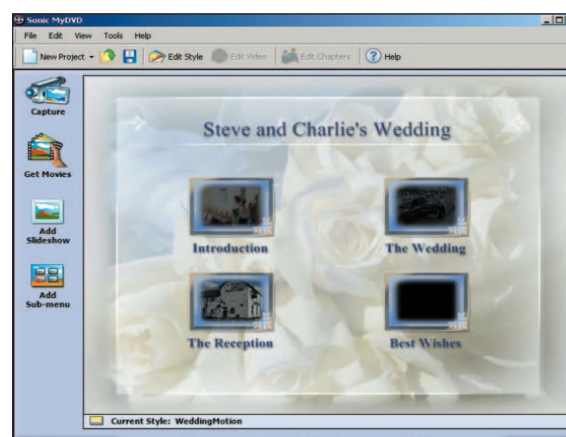 Sonic MyDVD
File Edit View Tools Help
New Project Edit Style Edit Video Edit Chapters Help
Capture
Get Movies
Add
Slideshow
Add
Sub-menu
Steve and Charlie's Wedding
Introduction The Wedding
The Reception Best Wishes
Current Style: WeddingMotion